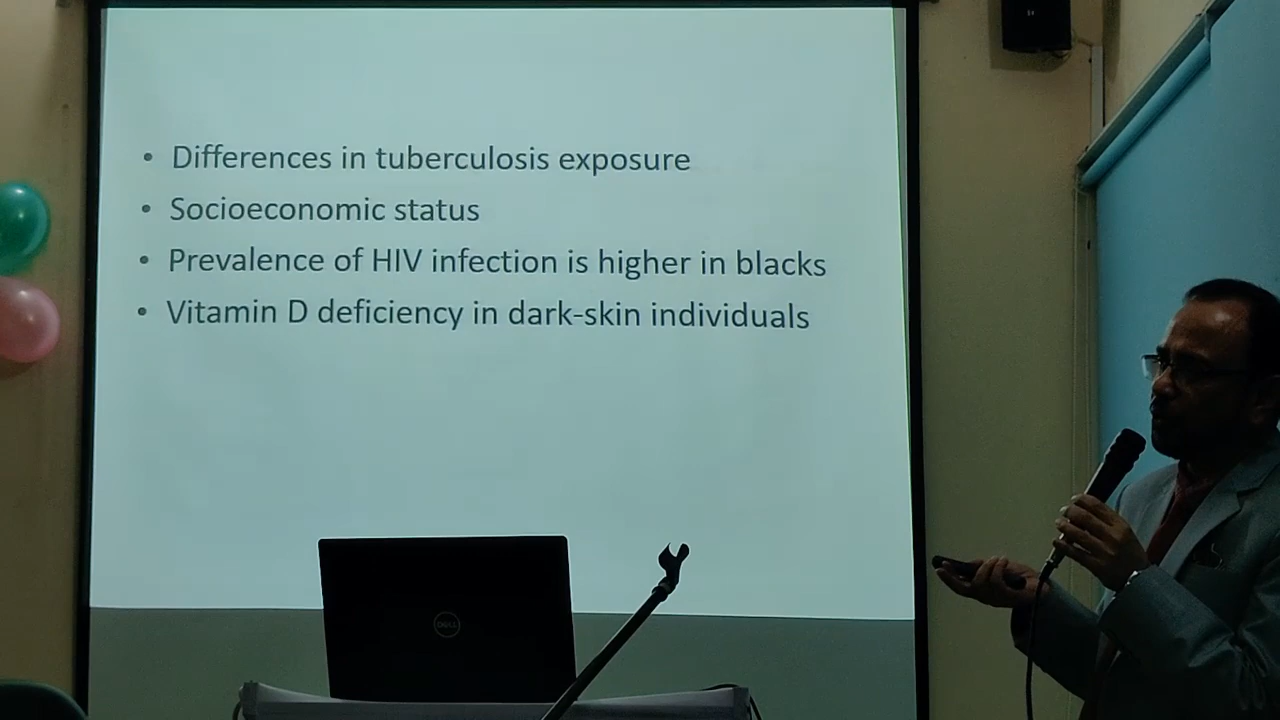 • Differences in tuberculosis exposure
• Socioeconomic status
• Prevalence of HIV infection is higher in blacks
• Vitamin D deficiency in dark-skin individuals
DELL